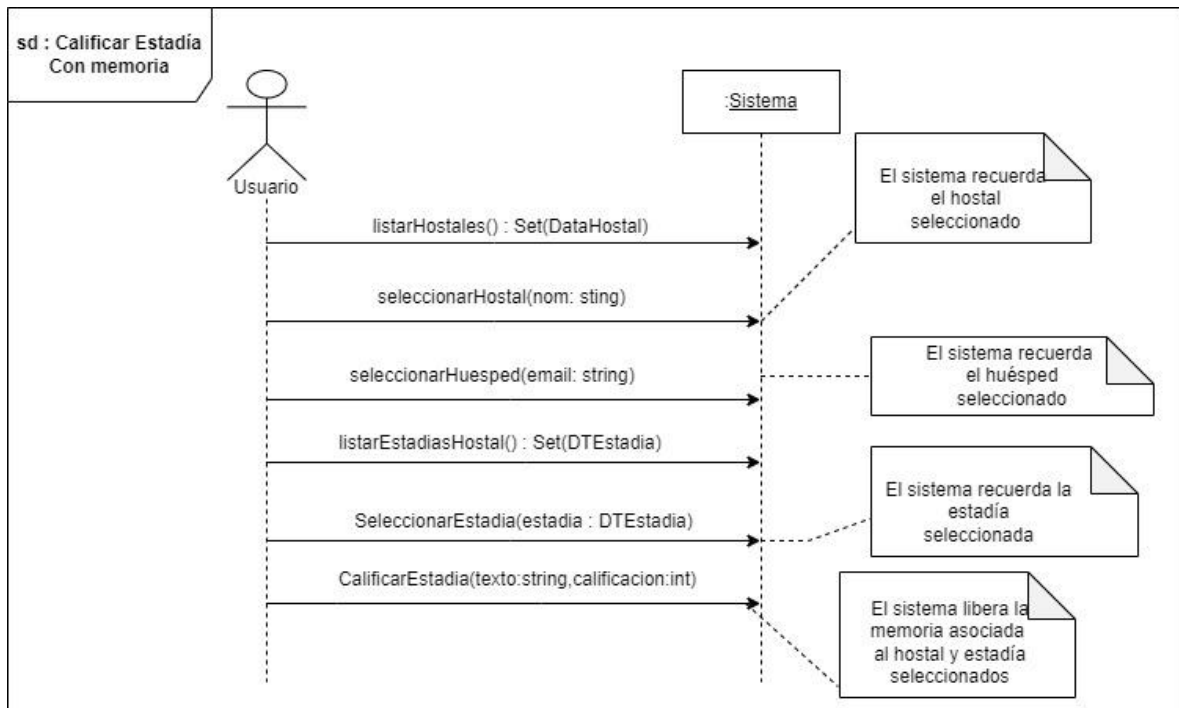 sd : Calificar Estadía
Con memoria
:Sistema
Usuario
El sistema recuerda
el hostal
seleccionado
listarHostales() : Set(DataHostal)
seleccionarHostal(nom: sting)
El sistema recuerda
el huésped
seleccionado
seleccionarHuesped(email: string)
listarEstadiasHostal() : Set(DTEstadia)
El sistema recuerda la
estadía
seleccionada
SeleccionarEstadia(estadia : DTEstadia)
CalificarEstadia(texto:string,calificacion:int)
El sistema libera la
memoria asociada
al hostal y estadía
seleccionados